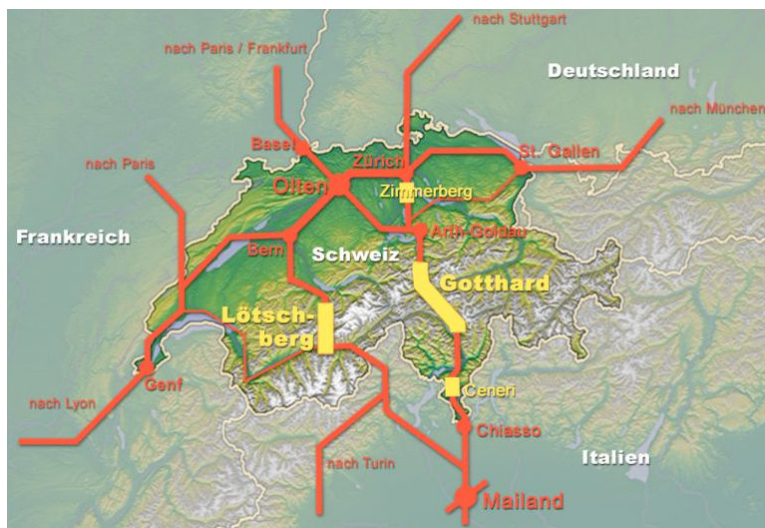 nach Stuttgart
nach Paris / Frankfurt
Deutschland
nach München
Basel
Zürich
St. Gallen
nach Paris
Olten
Zimmerberg
Frankreich
Bern
Schweiz
Arth-Goldau
Gotthard
Lötsch-
berg
Genf
Ceneri
nach Lyon
Chiasso
nach Turin
Italien
Mailand